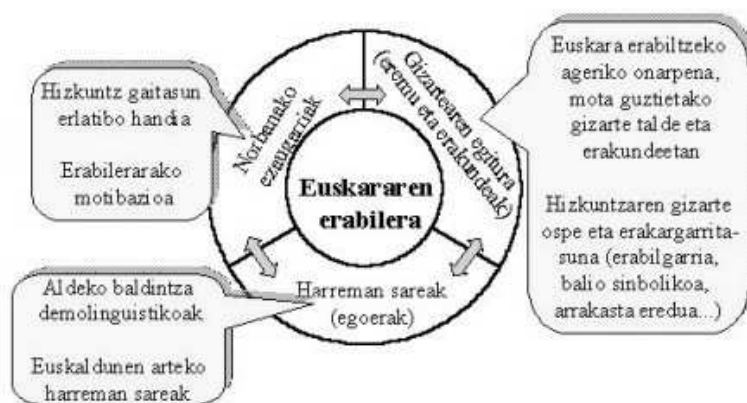 Hizkuntz gaitasun
erlatibo handia
Erabilerarako
motibazioa
Norbanako
ezaugarriak
Gizartearen egitura
(eremu eta erakundeak)
Euskara erabiltzeko
ageriko onarpena,
mota guztietako
gizarte talde eta
erakundeetan
Hizkuntzaren gizarte
ospe eta erakargarrita-
suna (erabilgarria,
balio sinbolikoa,
arrakasta eredua...)
Euskararen
erabilera
Harreman sareak
(egoerak)
Aldeko baldintza
demolinguistikoak
Euskaldunen arteko
harreman sareak